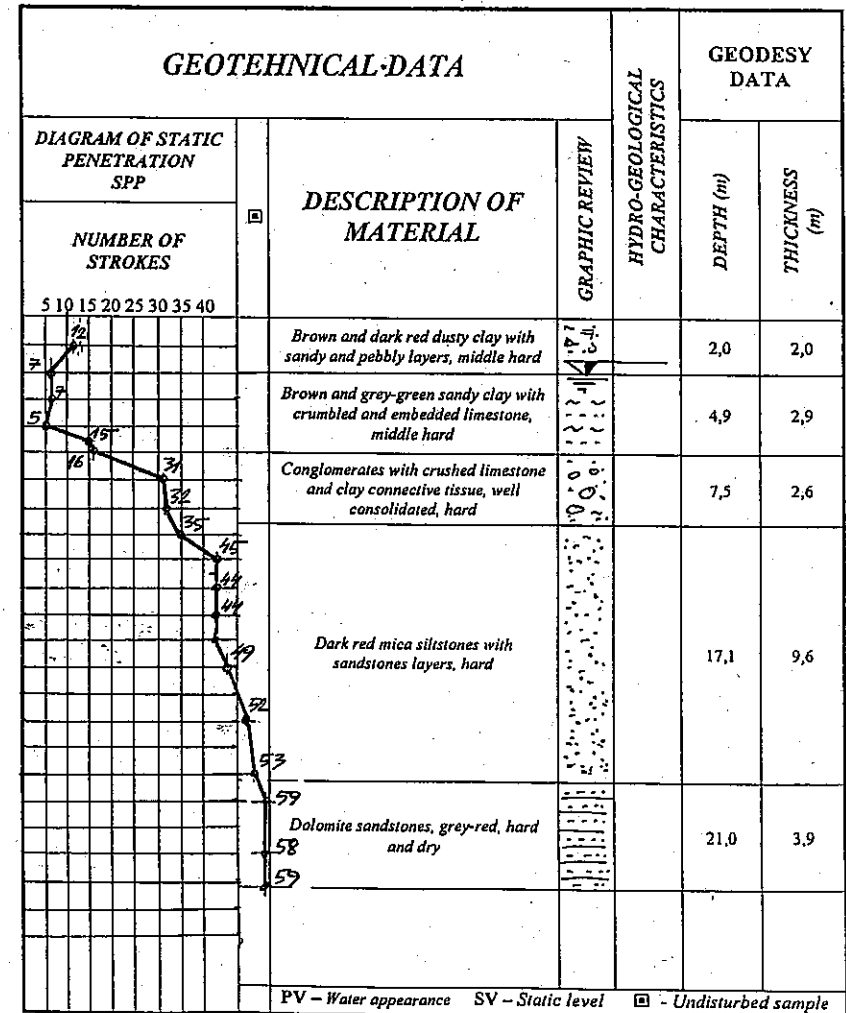 GEOTEHNICAL DATA
HYDRO-GEOLOGICAL
CHARACTERISTICS
GEODESY
DATA
DIAGRAM OF STATIC
PENETRATION
SPP
NUMBER OF
STROKES
DESCRIPTION OF
MATERIAL
GRAPHIC REVIEW
DEPTH (m)
THICKNESS
(m)
5 10 15 20 25 30 35 40
12
Brown and dark red dusty clay with
sandy and pebbly layers, middle hard
2,0
2,0
7
7
5
15
Brown and grey-green sandy clay with
crumbled and embedded limestone,
middle hard
4,9
2,9
16
31
32
35
Conglomerates with crushed limestone
and clay connective tissue, well
consolidated, hard
7,5
2,6
45
44
44
49
52
53
Dark red mica siltstones with
sandstones layers, hard
17,1
9,6
59
58
59
Dolomite sandstones, grey-red, hard
and dry
21,0
3,9
PV – Water appearance SV – Static level - Undisturbed sample